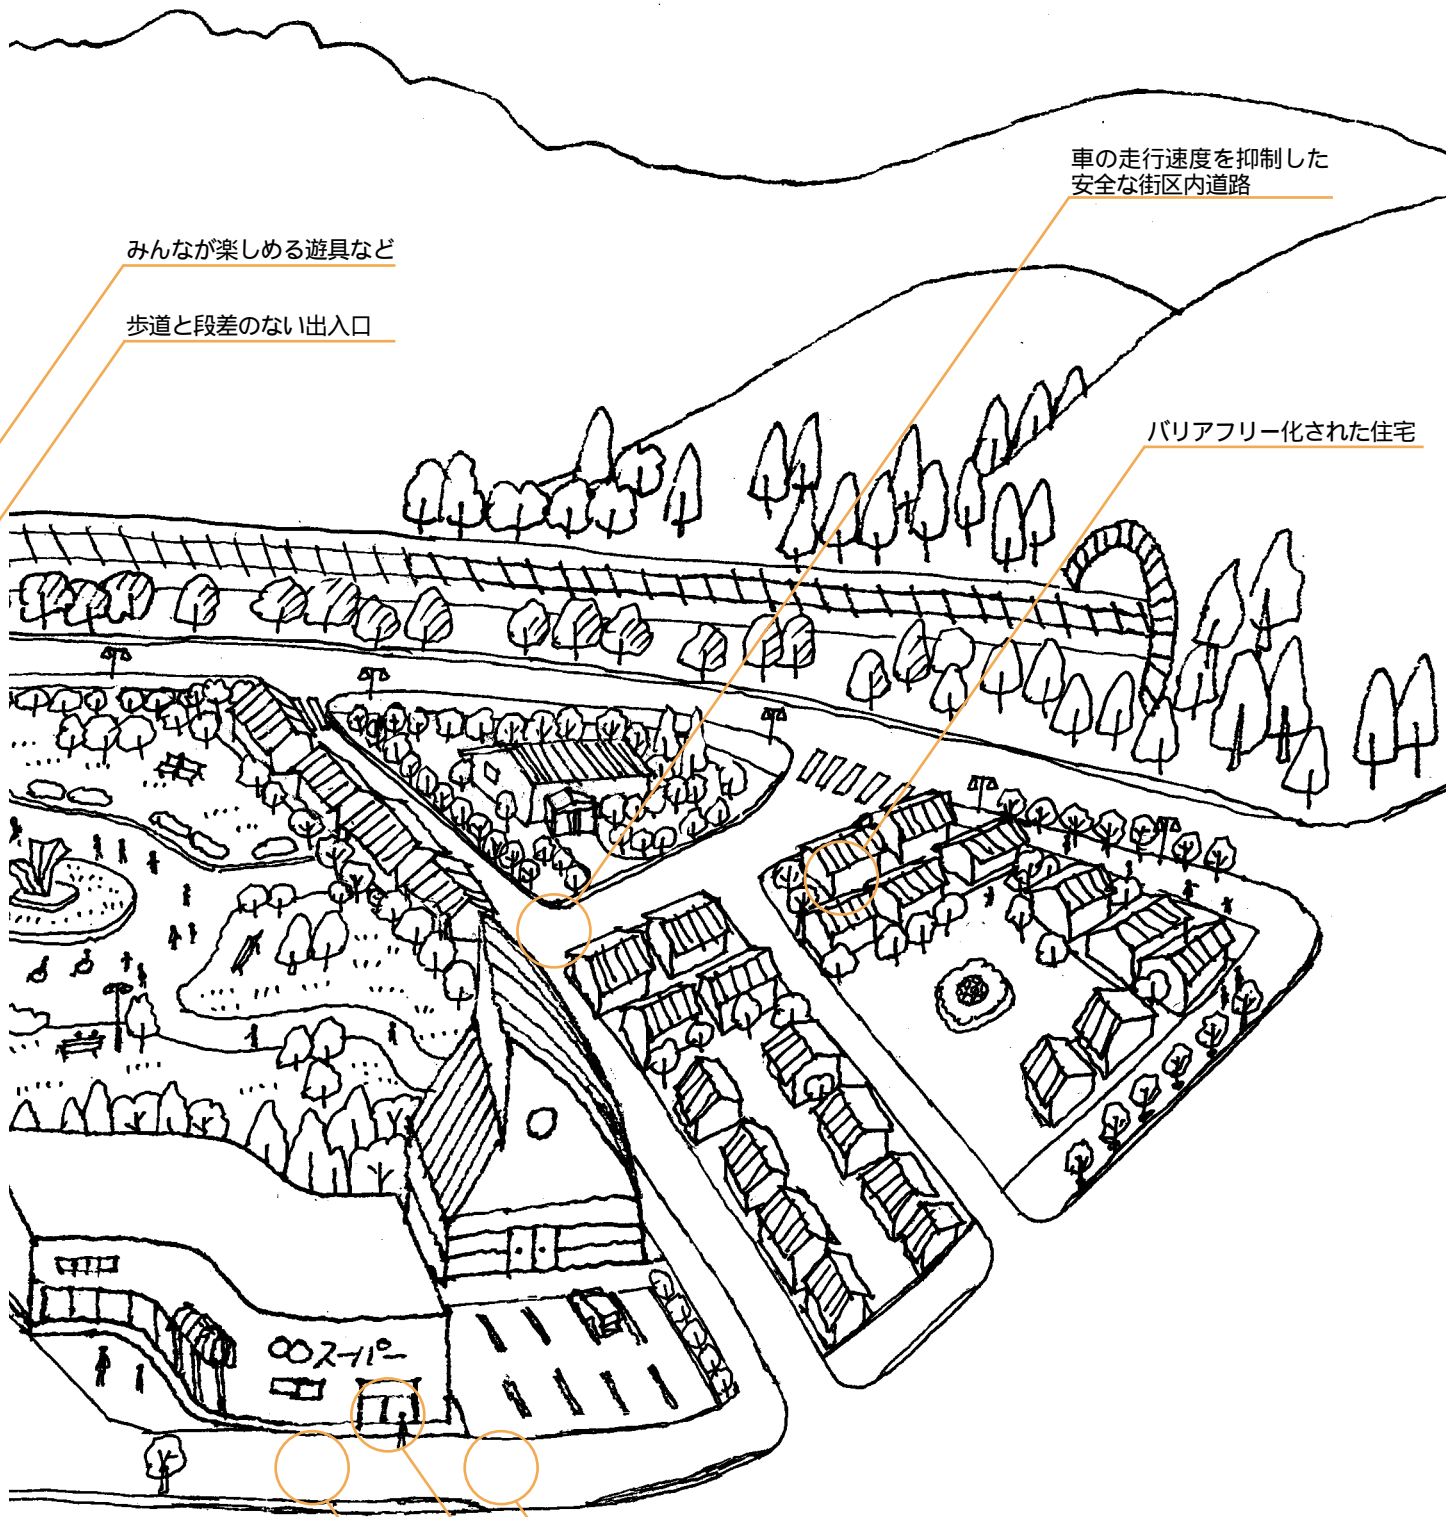 車の走行速度を抑制した
安全な街区内道路
みんなが楽しめる遊具など
歩道と段差のない出入口
バリアフリー化された住宅
○○スーパー